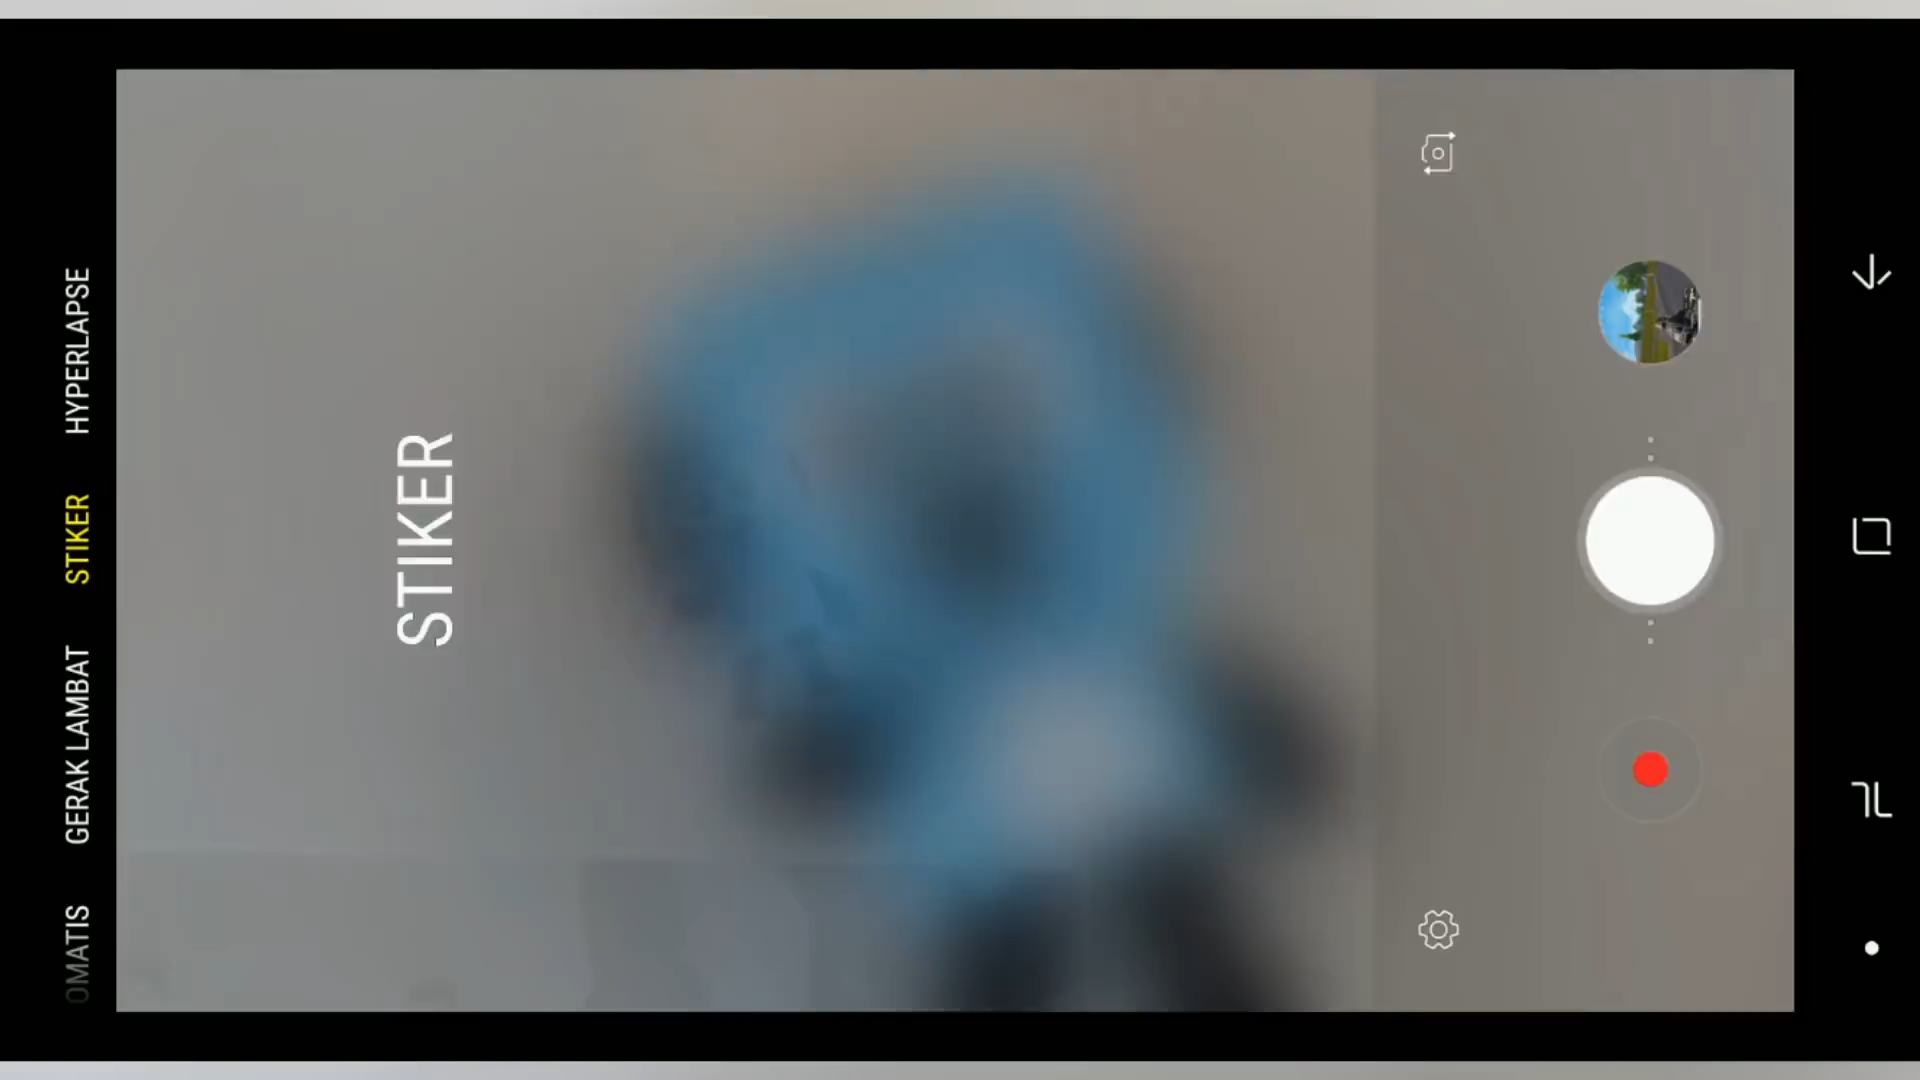 OMATIS
GERAK LAMBAT
STIKER
HYPERLAPSE
STIKER